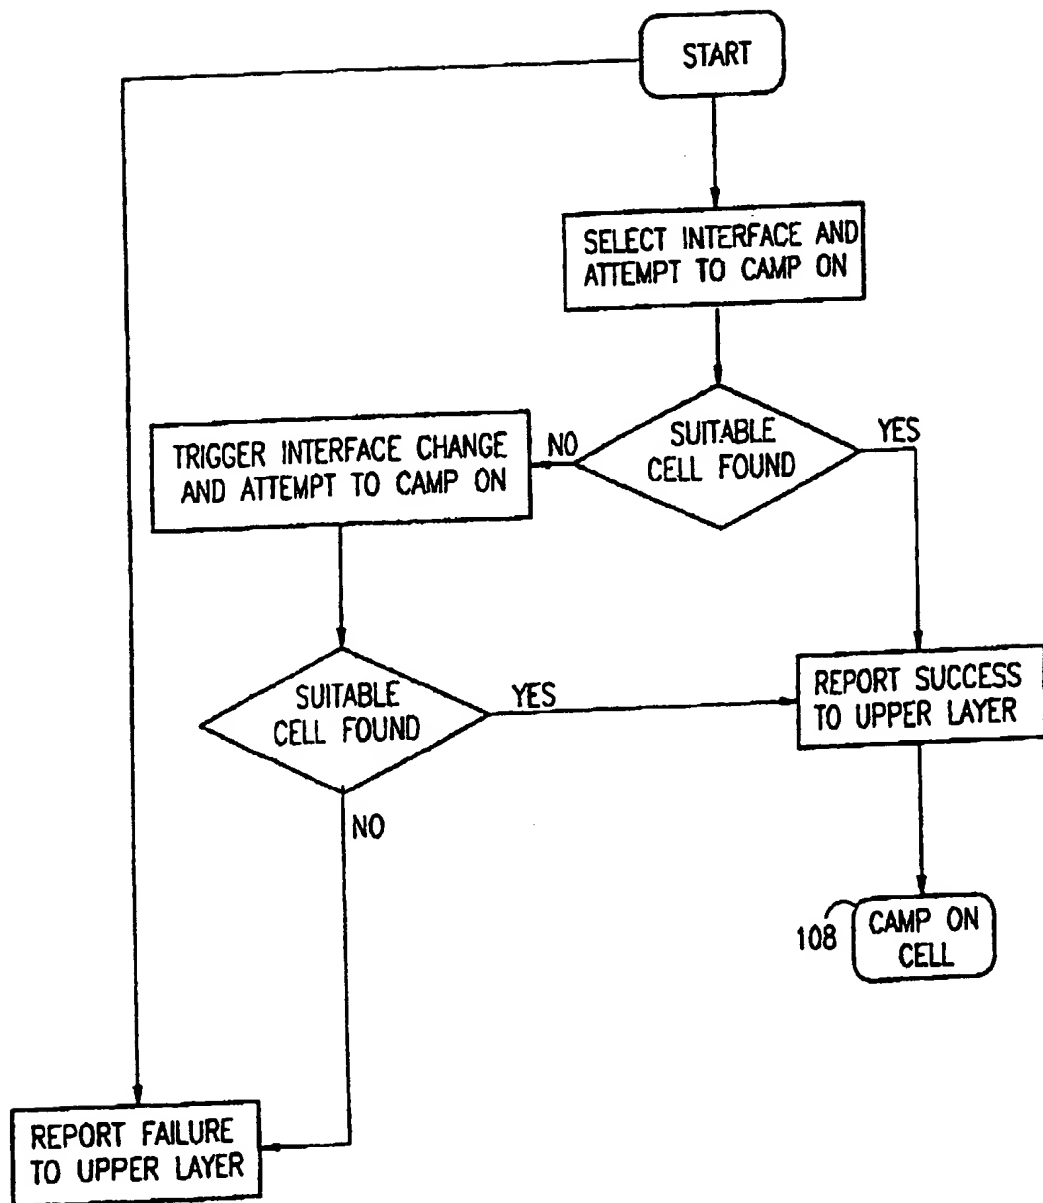 START
SELECT INTERFACE AND
ATTEMPT TO CAMP ON
SUITABLE
CELL FOUND
YES
NO
TRIGGER INTERFACE CHANGE
AND ATTEMPT TO CAMP ON
SUITABLE
CELL FOUND
YES
NO
REPORT SUCCESS
TO UPPER LAYER
108
CAMP ON
CELL
REPORT FAILURE
TO UPPER LAYER